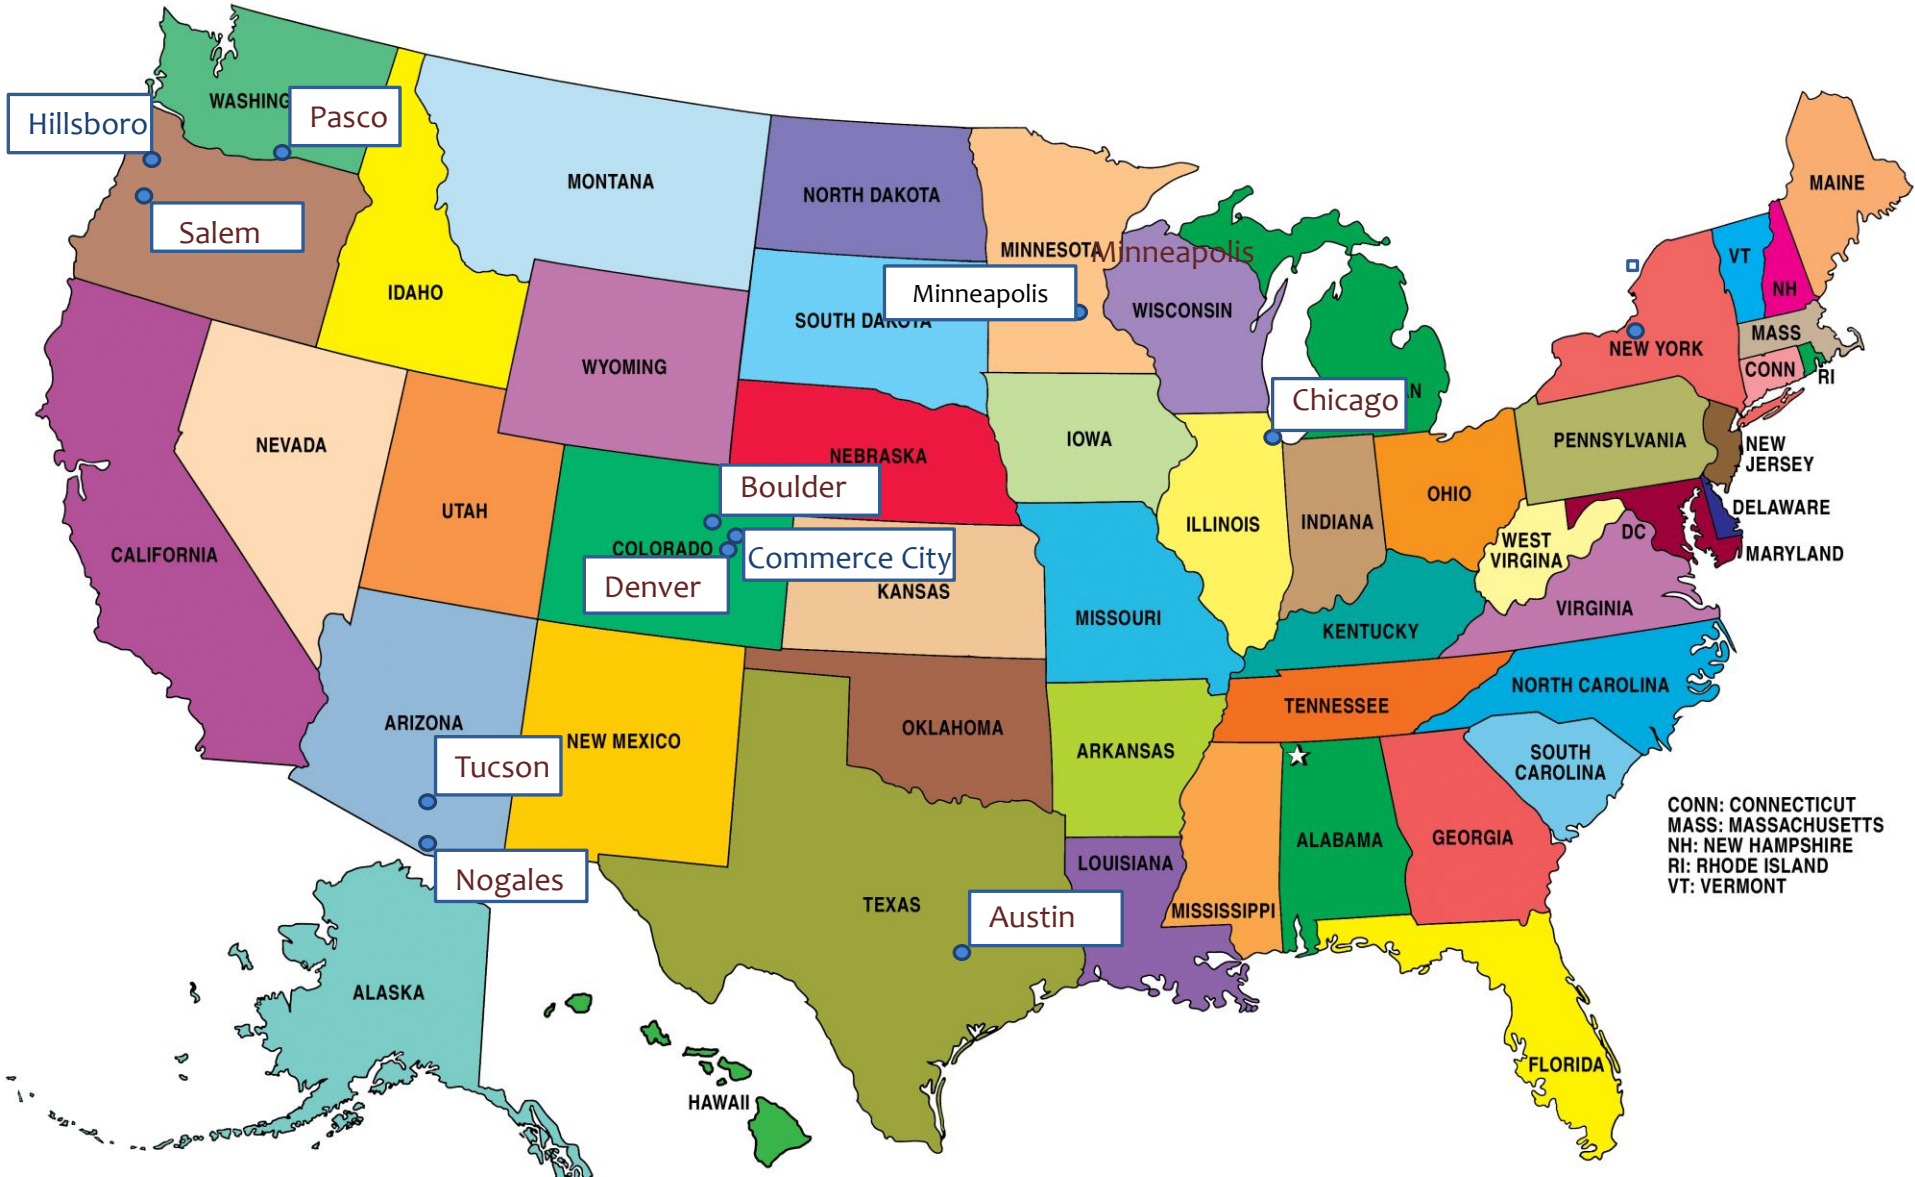 WASHING
Pasco
Hillsboro
Salem
MONTANA
NORTH DAKOTA
MINNESOTA
Minneapolis
Minneapolis
IDAHO
SOUTH DAKOTA
WISCONSIN
WYOMING
MAINE
VT
NH
MASS
NEW YORK
CONN
RI
Chicago
AN
NEVADA
UTAH
CALIFORNIA
NEBRASKA
IOWA
Boulder
COLORADO
Commerce City
Denver
KANSAS
ILLINOIS
INDIANA
OHIO
PENNSYLVANIA
NEW
JERSEY
DELAWARE
MARYLAND
DC
WEST
VIRGINA
VIRGINIA
MISSOURI
KENTUCKY
NORTH CAROLINA
TENNESSEE
ARIZONA
NEW MEXICO
Tucson
Nogales
OKLAHOMA
ARKANSAS
SOUTH
CAROLINA
ALABAMA
GEORGIA
LOUISIANA
MISSISSIPPI
TEXAS
Austin
CONN: CONNECTICUT
MASS: MASSACHUSETTS
NH: NEW HAMPSHIRE
RI: RHODE ISLAND
VT: VERMONT
ALASKA
HAWAII
FLORIDA